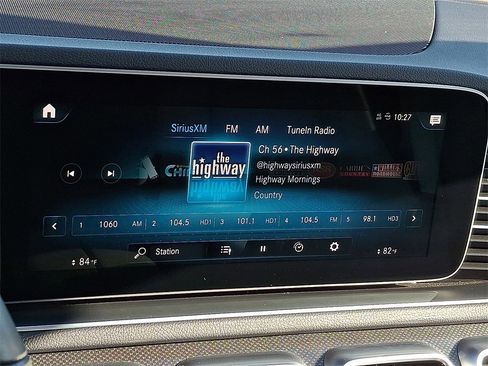 10:27
SiriusXM FM AM TuneIn Radio
the highway
Ch 56 • The Highway
@highwaysiriusxm
Highway Mornings
Country
1 1060 AM 2 104.5 HD1 3 101.1 HD1 4 104.5 FM 5 98.1 HD3
Station
84°F
82°F